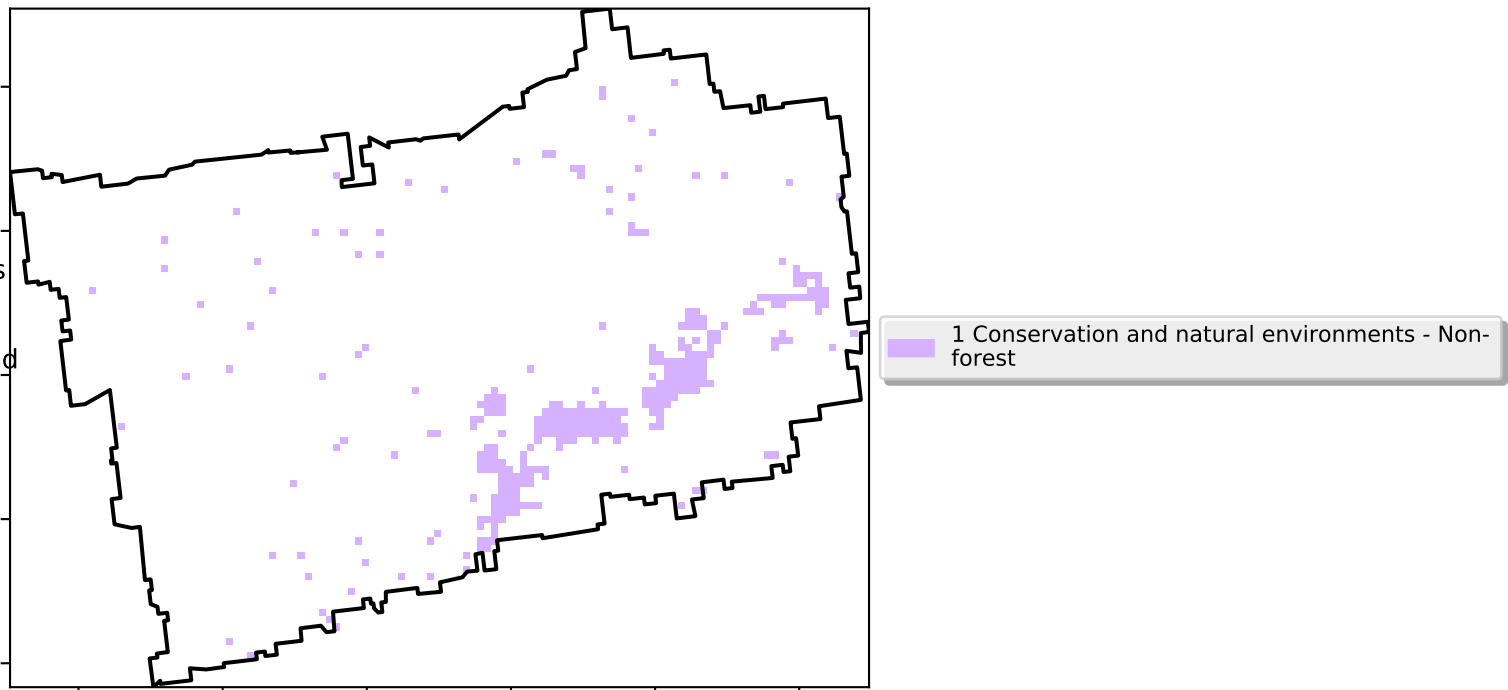 s
d
1 Conservation and natural environments - Non-
forest